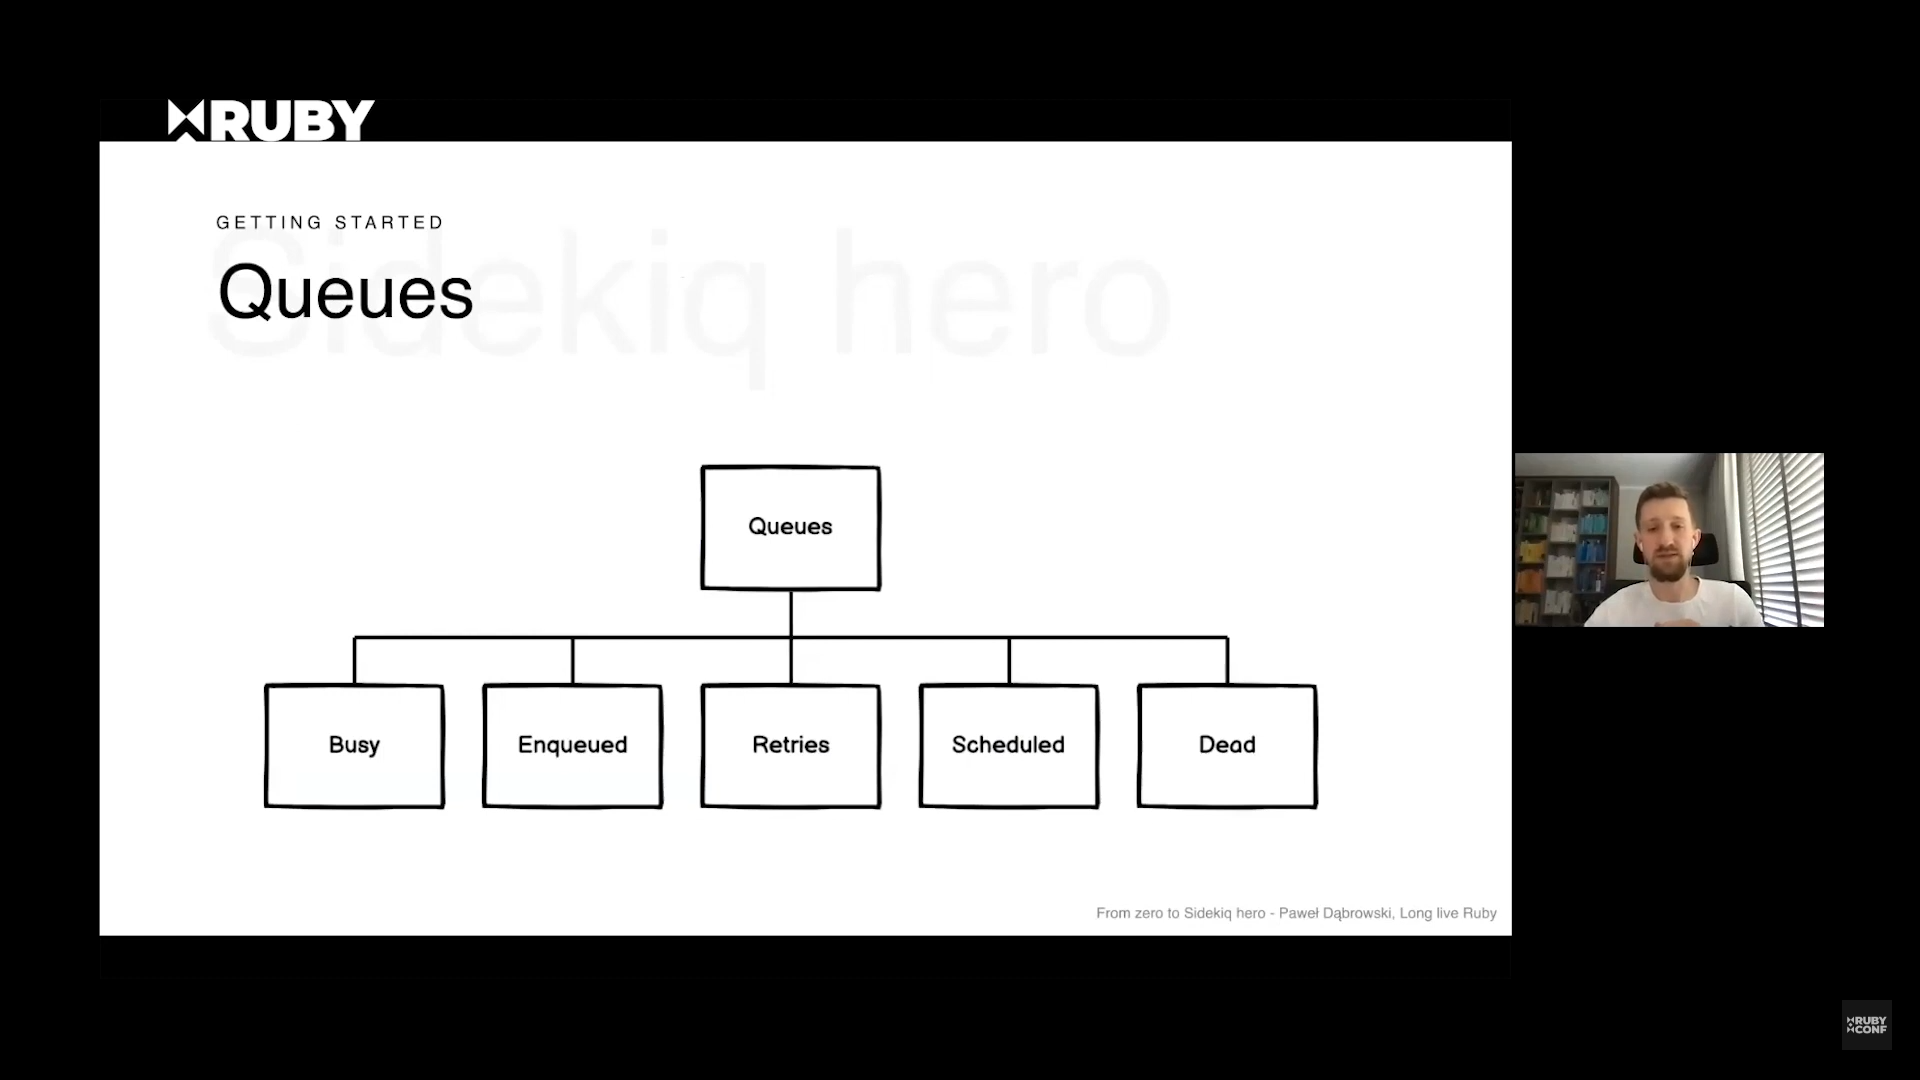 RUBY
GETTING STARTED
Sidekiq hero
Queues
Queues
Busy
Enqueued
Retries
Scheduled
Dead
From zero to Sidekiq hero - Paweł Dąbrowski, Long live Ruby
RUBY
CONF